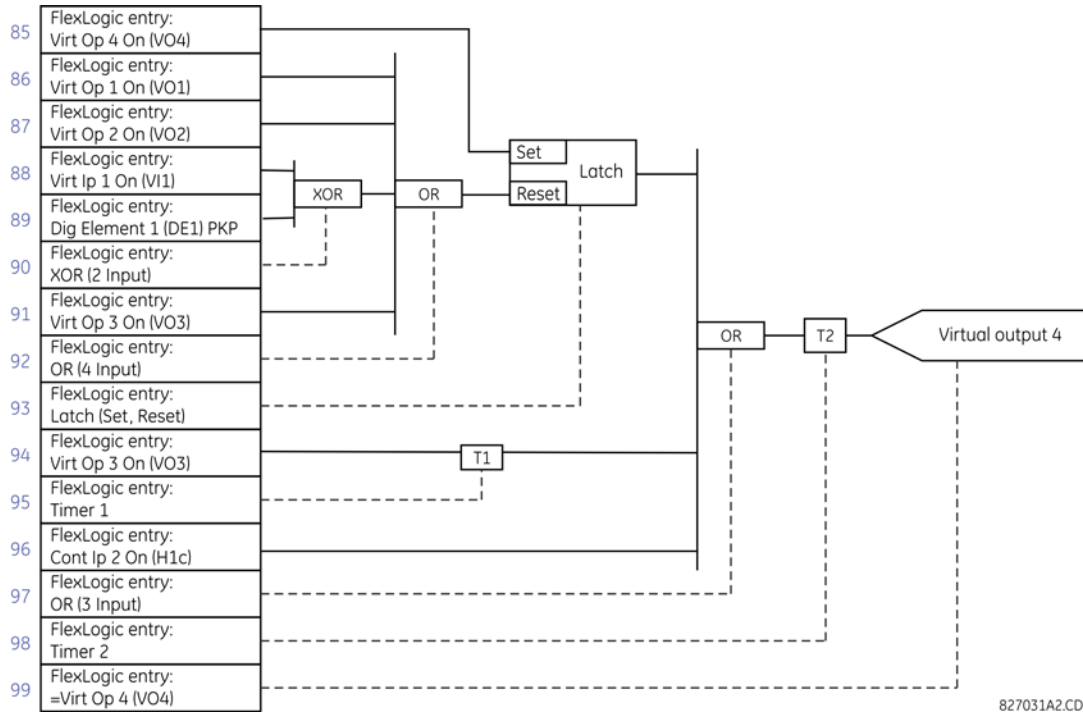 85
FlexLogic entry:
Virt Op 4 On (VO4)
86
FlexLogic entry:
Virt Op 1 On (VO1)
87
FlexLogic entry:
Virt Op 2 On (VO2)
88
FlexLogic entry:
Virt Ip 1 On (VI1)
89
FlexLogic entry:
Dig Element 1 (DE1) PKP
90
FlexLogic entry:
XOR (2 Input)
91
FlexLogic entry:
Virt Op 3 On (VO3)
92
FlexLogic entry:
OR (4 Input)
93
FlexLogic entry:
Latch (Set, Reset)
94
FlexLogic entry:
Virt Op 3 On (VO3)
95
FlexLogic entry:
Timer 1
96
FlexLogic entry:
Cont Ip 2 On (H1c)
97
FlexLogic entry:
OR (3 Input)
98
FlexLogic entry:
Timer 2
99
FlexLogic entry:
=Virt Op 4 (VO4)
XOR
OR
Set
Reset
Latch
T1
OR
T2
Virtual output 4
827031A2.CD